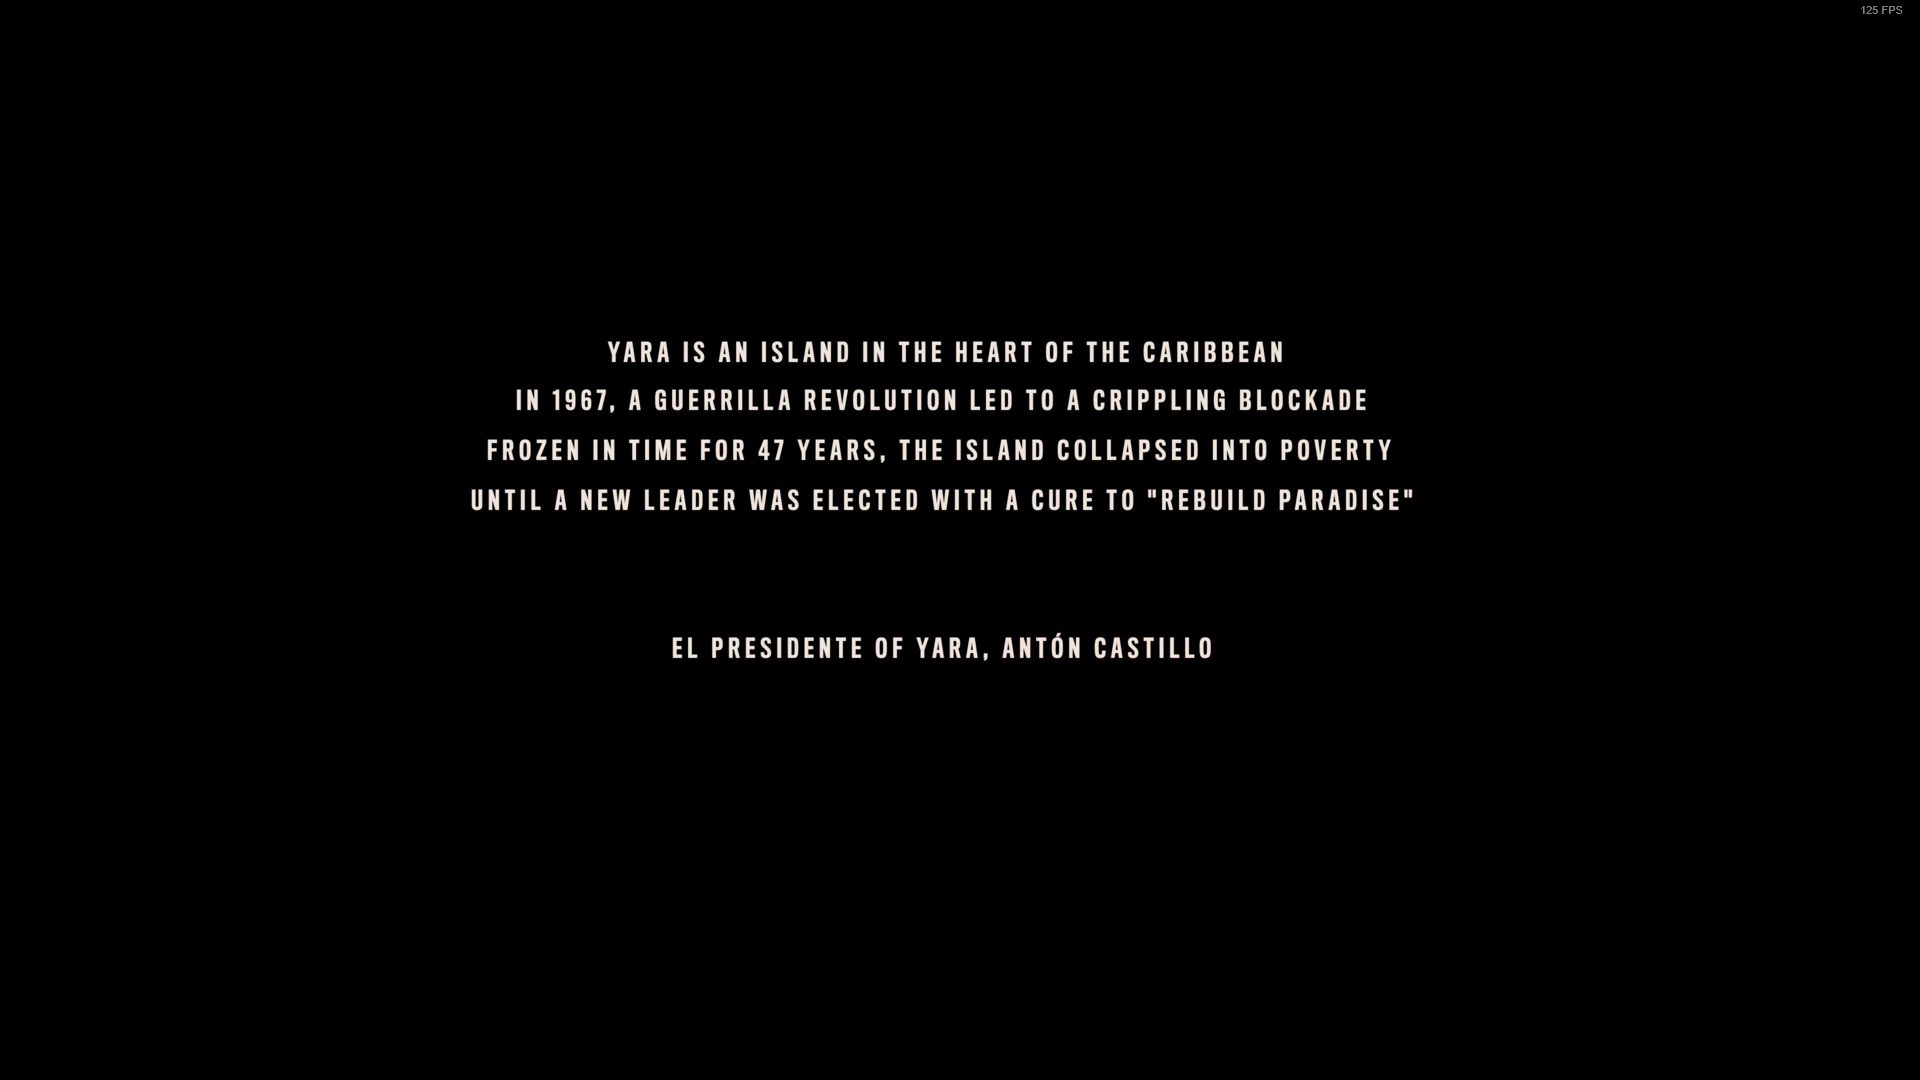 125 FPS
YARA IS AN ISLAND IN THE HEART OF THE CARIBBEAN
IN 1967, A GUERRILLA REVOLUTION LED TO A CRIPPLING BLOCKADE
FROZEN IN TIME FOR 47 YEARS, THE ISLAND COLLAPSED INTO POVERTY
UNTIL A NEW LEADER WAS ELECTED WITH A CURE TO "REBUILD PARADISE"
EL PRESIDENTE OF YARA, ANTÓN CASTILLO